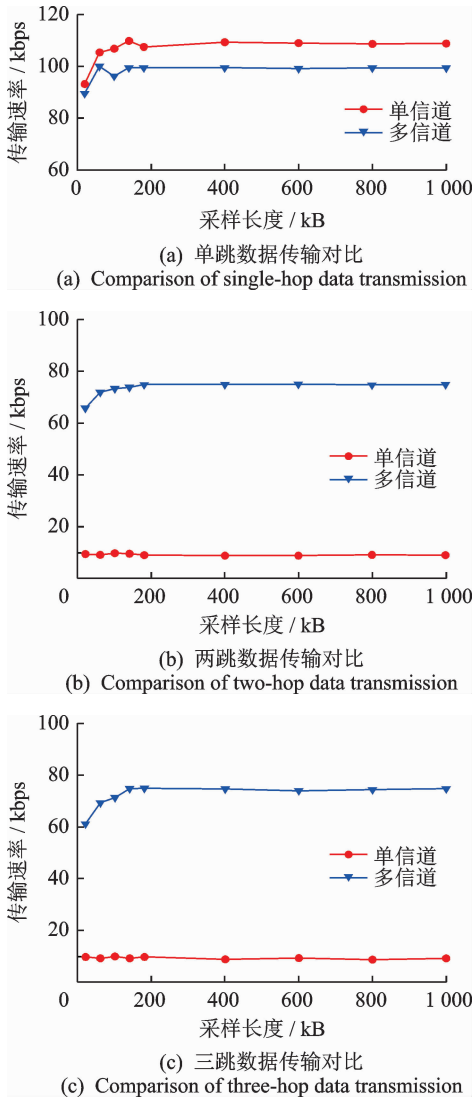 120
100
80
60
传输速率 / kbps
单信道
多信道
0 200 400 600 800 1 000
采样长度 / kB
(a) 单跳数据传输对比
(a) Comparison of single-hop data transmission
100
80
60
40
20
传输速率 / kbps
单信道
多信道
0 200 400 600 800 1 000
采样长度 / kB
(b) 两跳数据传输对比
(b) Comparison of two-hop data transmission
100
80
60
40
20
传输速率 / kbps
单信道
多信道
0 200 400 600 800 1 000
采样长度 / kB
(c) 三跳数据传输对比
(c) Comparison of three-hop data transmission